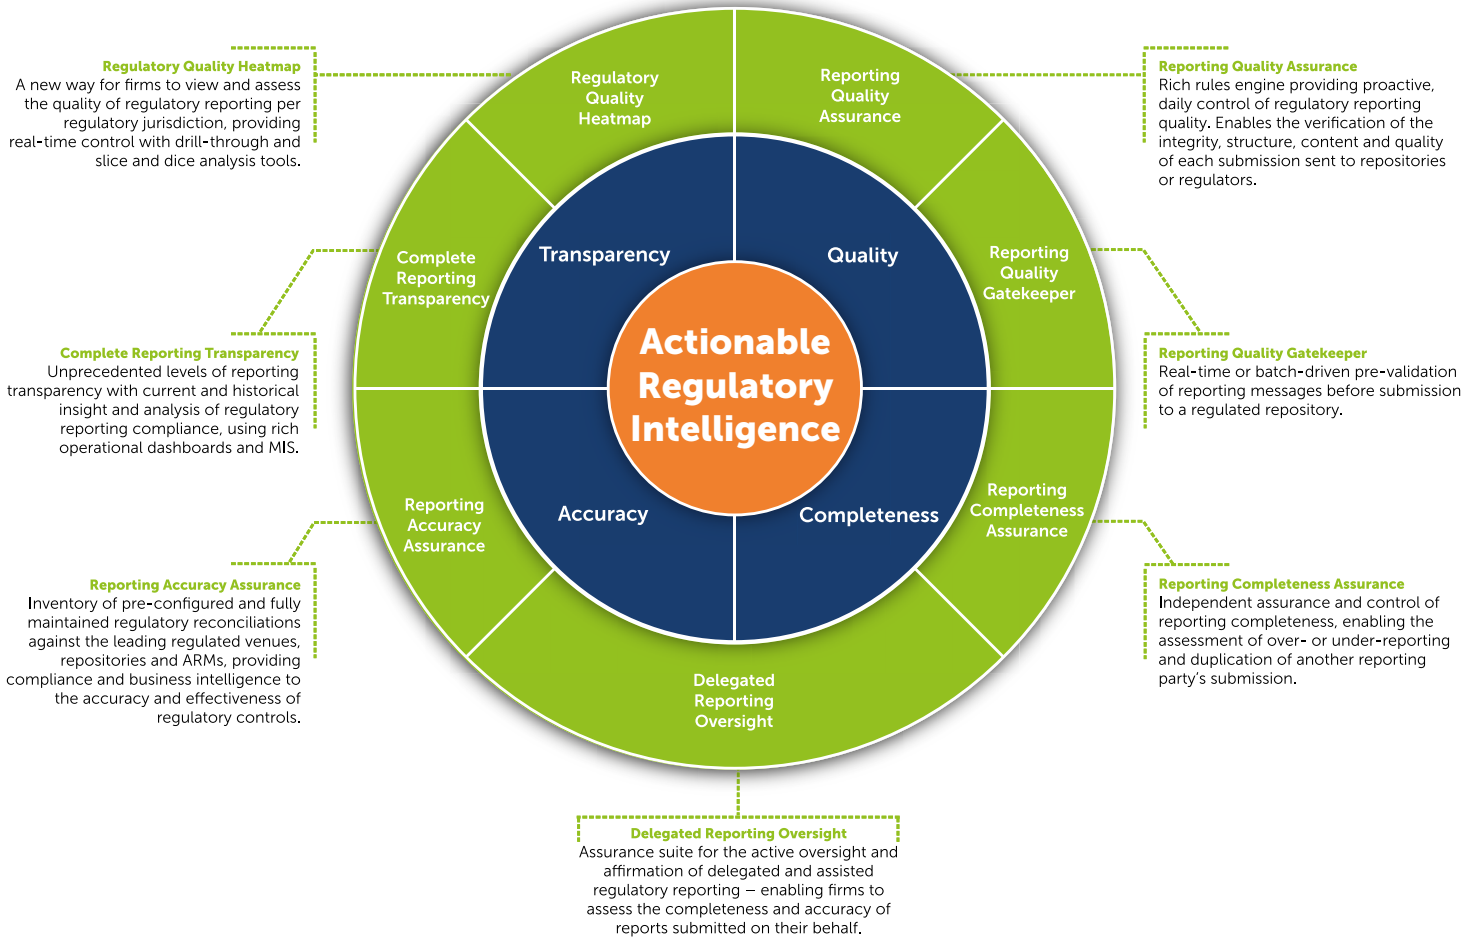 Regulatory Quality Heatmap
A new way for firms to view and assess
the quality of regulatory reporting per
regulatory jurisdiction, providing
real-time control with drill-through and
slice and dice analysis tools.
Complete Reporting Transparency
Unprecedented levels of reporting
transparency with current and historical
insight and analysis of regulatory
reporting compliance, using rich
operational dashboards and MIS.
Reporting Accuracy Assurance
Inventory of pre-configured and fully
maintained regulatory reconciliations
against the leading regulated venues,
repositories and ARMs, providing
compliance and business intelligence to
the accuracy and effectiveness of
regulatory controls.
Regulatory
Quality
Heatmap
Reporting
Quality
Assurance
Complete
Reporting
Transparency
Reporting
Quality
Gatekeeper
Transparency
Quality
Actionable
Regulatory
Intelligence
Accuracy
Completeness
Reporting
Accuracy
Assurance
Reporting
Completeness
Assurance
Delegated
Reporting
Oversight
Reporting Quality Assurance
Rich rules engine providing proactive,
daily control of regulatory reporting
quality. Enables the verification of the
integrity, structure, content and quality
of each submission sent to repositories
or regulators.
Reporting Quality Gatekeeper
Real-time or batch-driven pre-validation
of reporting messages before submission
to a regulated repository.
Reporting Completeness Assurance
Independent assurance and control of
reporting completeness, enabling the
assessment of over- or under-reporting
and duplication of another reporting
party's submission.
Delegated Reporting Oversight
Assurance suite for the active oversight and
affirmation of delegated and assisted
regulatory reporting – enabling firms to
assess the completeness and accuracy of
reports submitted on their behalf.